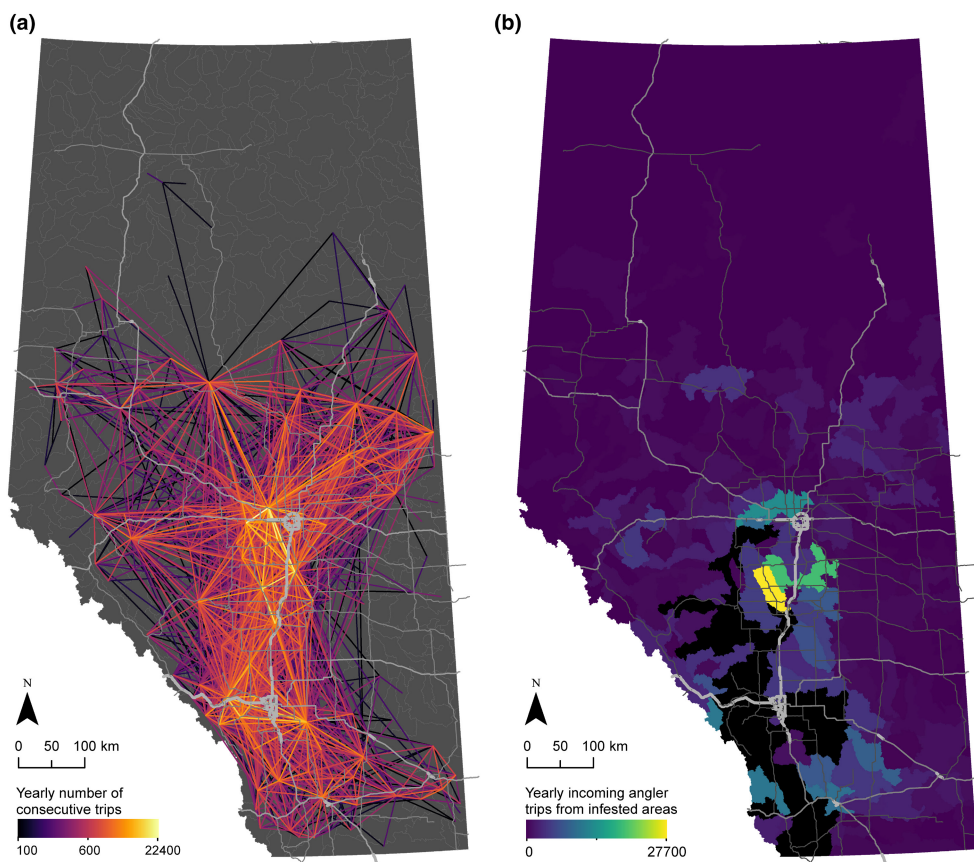 (a)
(b)
N
0 50 100 km
Yearly number of
consecutive trips
100 600 22400
N
0 50 100 km
Yearly incoming angler
trips from infested areas
0 27700